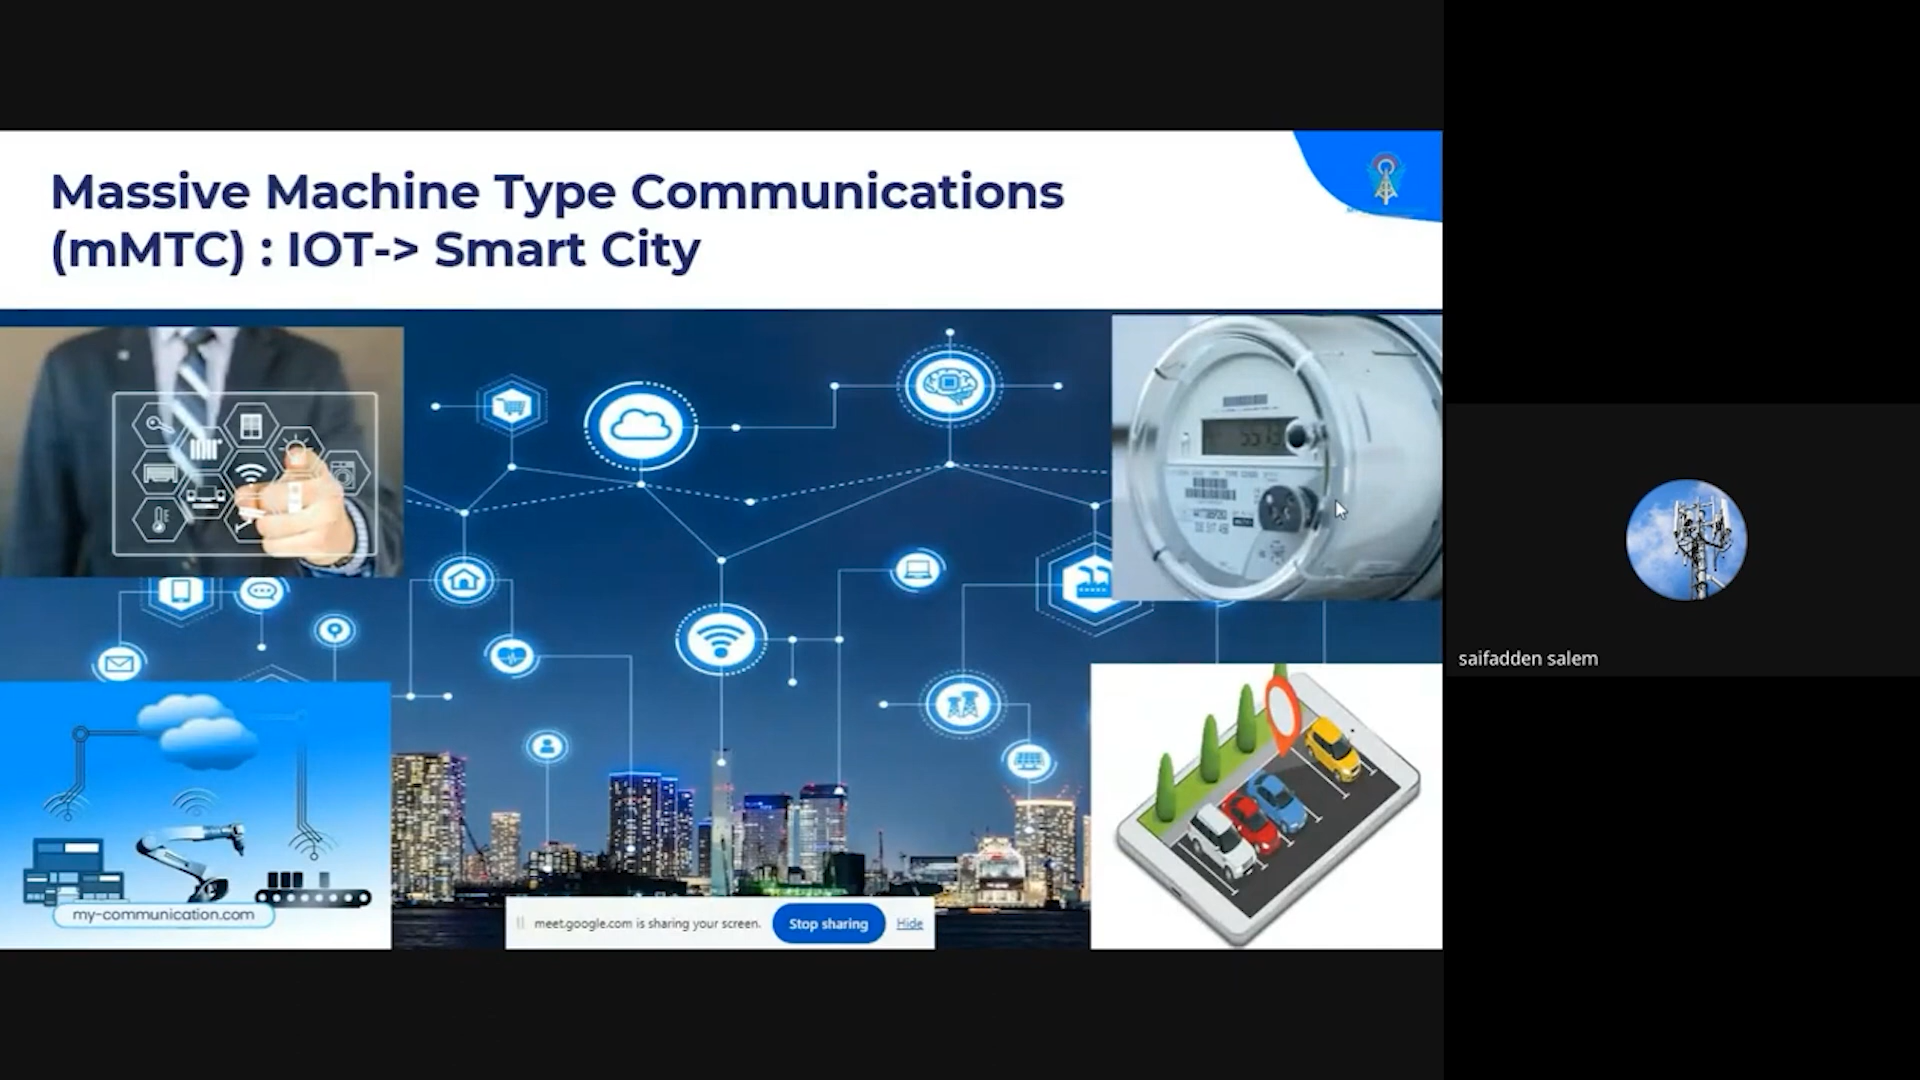 Massive Machine Type Communications
(mMTC) : IOT-> Smart City
my-communication.com
meet.google.com is sharing your screen.
Stop sharing
Hide
saifadden salem